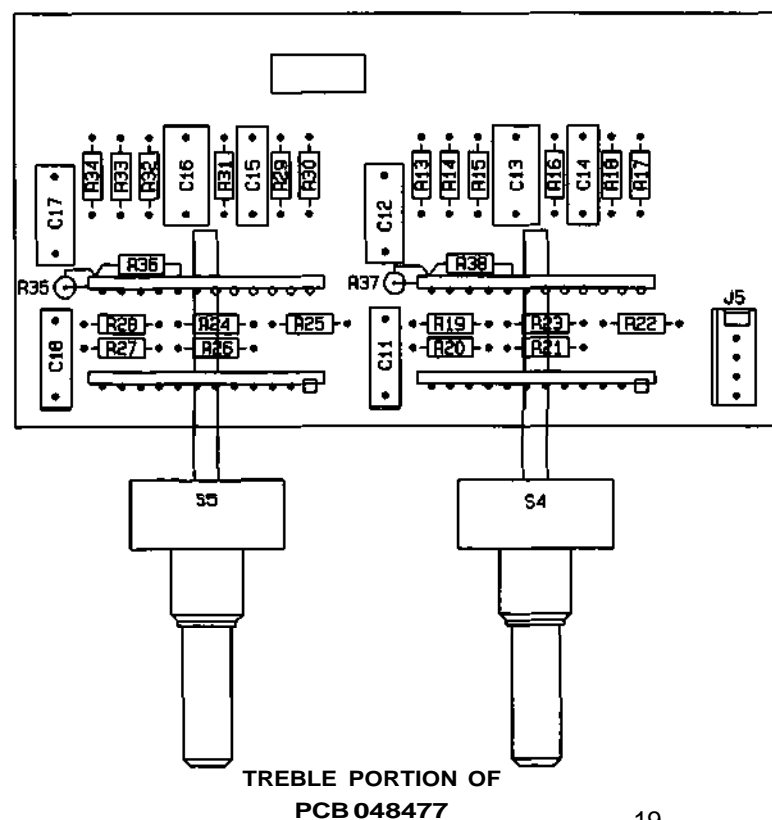 R34 R33 R32 C16 R31 C15 R29 R30 R13 R14 R15 C13 R16 C14 R18 R17
C17 C12
R35 R36 R37 R38
J5
C18 R28 R24 R25 C11 R19 R23 R22
R27 R26 R20 R21
S5 S4
TREBLE PORTION OF
PCB 048477
19